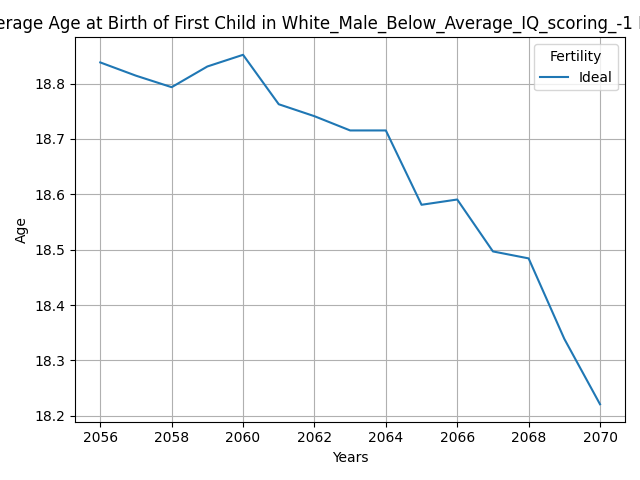 erage Age at Birth of First Child in White_Male_Below_Average_IQ_scoring_-1
Fertility
Ideal
18.8
18.7
18.6
18.5
18.4
18.3
18.2
Age
2056 2058 2060 2062 2064 2066 2068 2070
Years